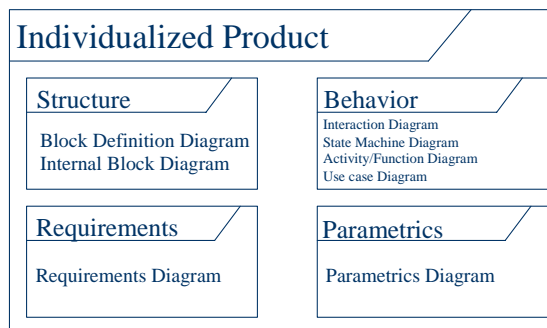 Individualized Product
Structure
Block Definition Diagram
Internal Block Diagram
Behavior
Interaction Diagram
State Machine Diagram
Activity/Function Diagram
Use case Diagram
Requirements
Requirements Diagram
Parametrics
Parametrics Diagram